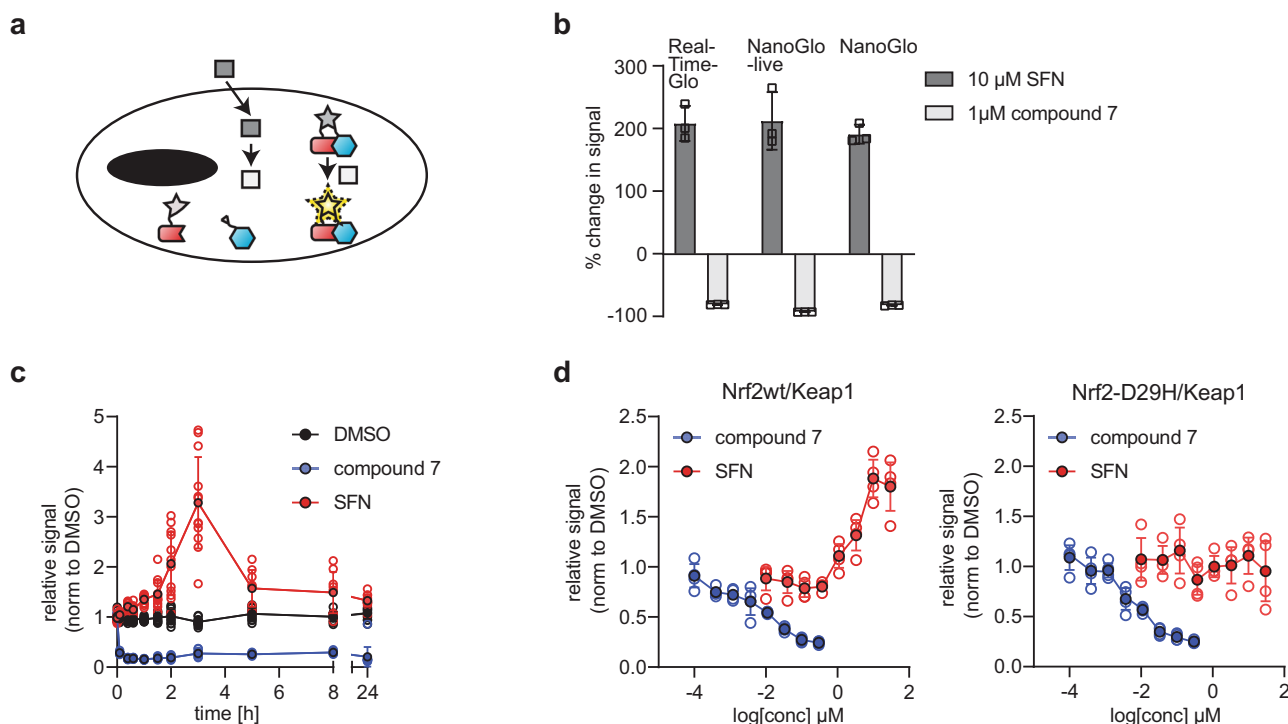 a
b
Real-
Time-
Glo
NanoGlo
-live
NanoGlo
300
200
100
0
-100
% change in signal
10 µM SFN
1µM compound 7
c
5
4
3
2
1
0
relative signal
(norm to DMSO)
DMSO
compound 7
SFN
0
2
4
6
8
24
time [h]
d
Nrf2wt/Keap1
2.5
2.0
1.5
1.0
0.5
0.0
relative signal
(norm to DMSO)
compound 7
SFN
-4
-2
0
2
log[conc] µM
Nrf2-D29H/Keap1
2.5
2.0
1.5
1.0
0.5
0.0
relative signal
(norm to DMSO)
compound 7
SFN
-4
-2
0
2
log[conc] µM